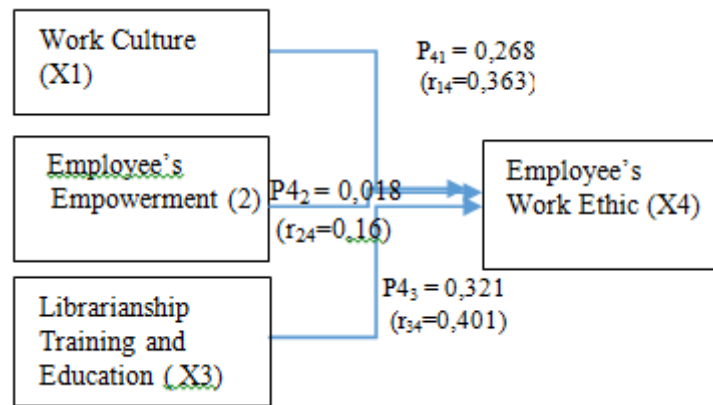 Work Culture
(X1)
P41 = 0,268
(r14=0,363)
Employee's
Empowerment (2)
P42 = 0,018
(r24=0,16)
Employee's
Work Ethic (X4)
Librarianship
Training and
Education ( X3)
P43 = 0,321
(r34=0,401)